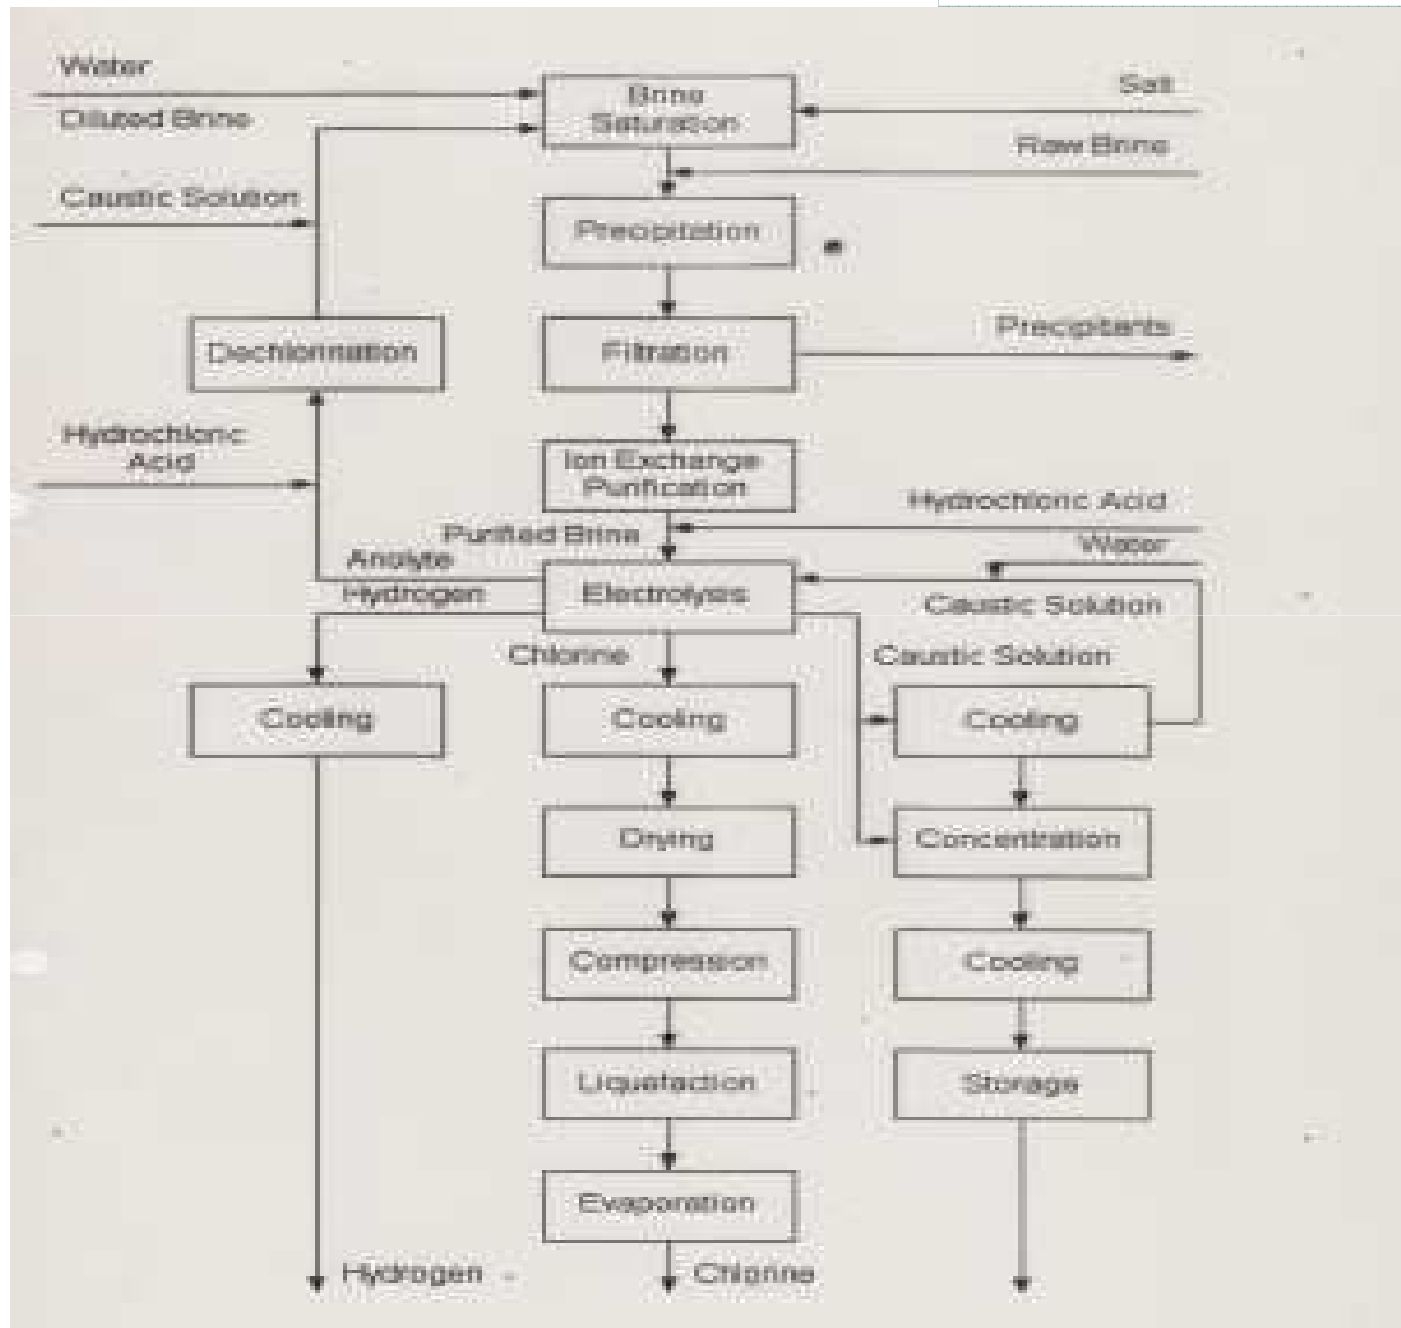 Water
Salt
Brine
Saturation
Diluted Brine
Raw Brine
Caustic Solution
Precipitation
Precipitants
Dechlorination
Filtration
Hydrochloric
Acid
Ion Exchange
Purification
Hydrochloric Acid
Purified Brine
Water
Anolyte
Hydrogen
Electrolysis
Caustic Solution
Chlorine
Caustic Solution
Cooling
Cooling
Cooling
Drying
Concentration
Compression
Cooling
Liquefaction
Storage
Evaporation
Hydrogen
Chlorine